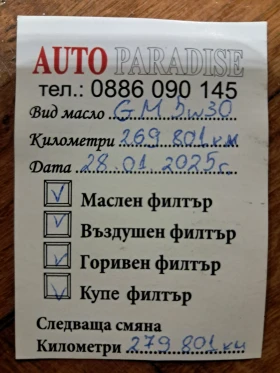 AUTO PARADISE
тел.: 0886 090 145
Вид масло GM 5w30
Километри 269 801 км
Дата 28.01 2025г.
Маслен филтър
Въздушен филтър
Горивен филтър
Купе филтър
Следваща смяна
Километри 279 801 км